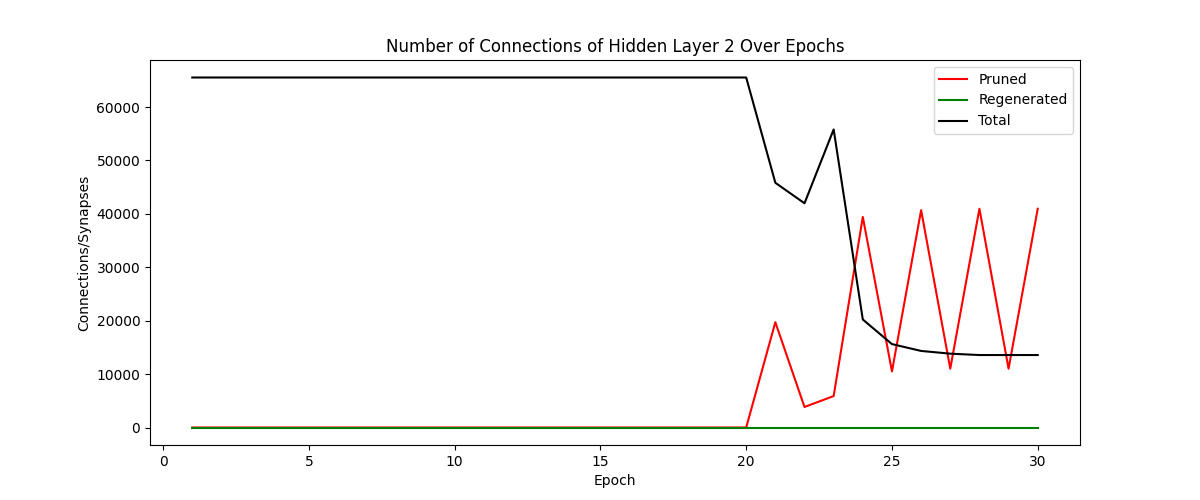 Number of Connections of Hidden Layer 2 Over Epochs
Pruned
Regenerated
Total
Connections/Synapses
60000
50000
40000
30000
20000
10000
0
0
5
10
15
20
25
30
Epoch